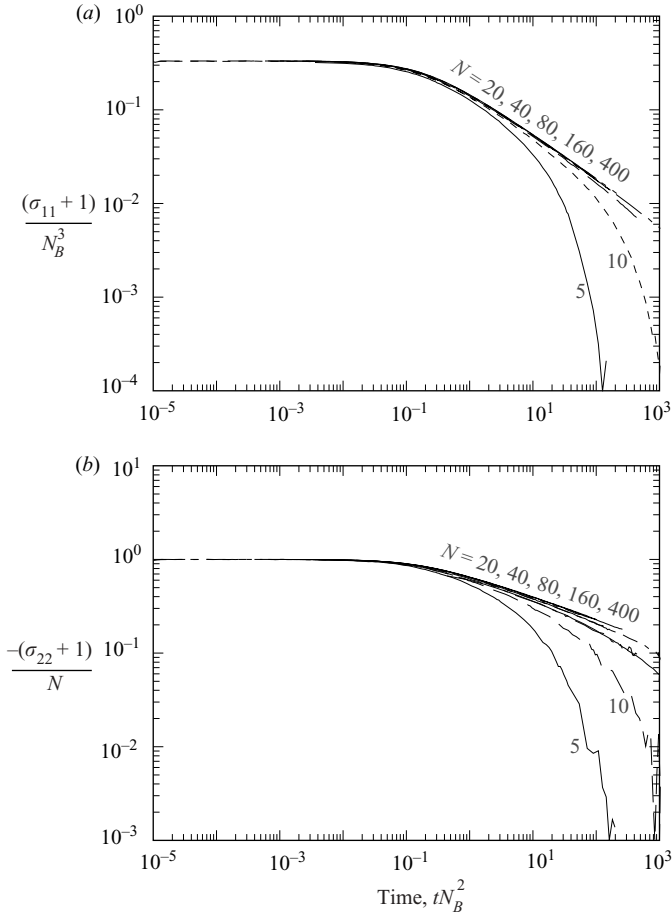 (a)
10^0
10^−1
10^−2
10^−3
10^−4
(σ_11 + 1)
N_B^3
N = 20, 40, 80, 160, 400
10
5
10^−5 10^−3 10^−1 10^1 10^3
(b)
10^1
10^0
10^−1
10^−2
10^−3
−(σ_22 + 1)
N
N = 20, 40, 80, 160, 400
10
5
10^−5 10^−3 10^−1 10^1 10^3
Time, tN_B^2